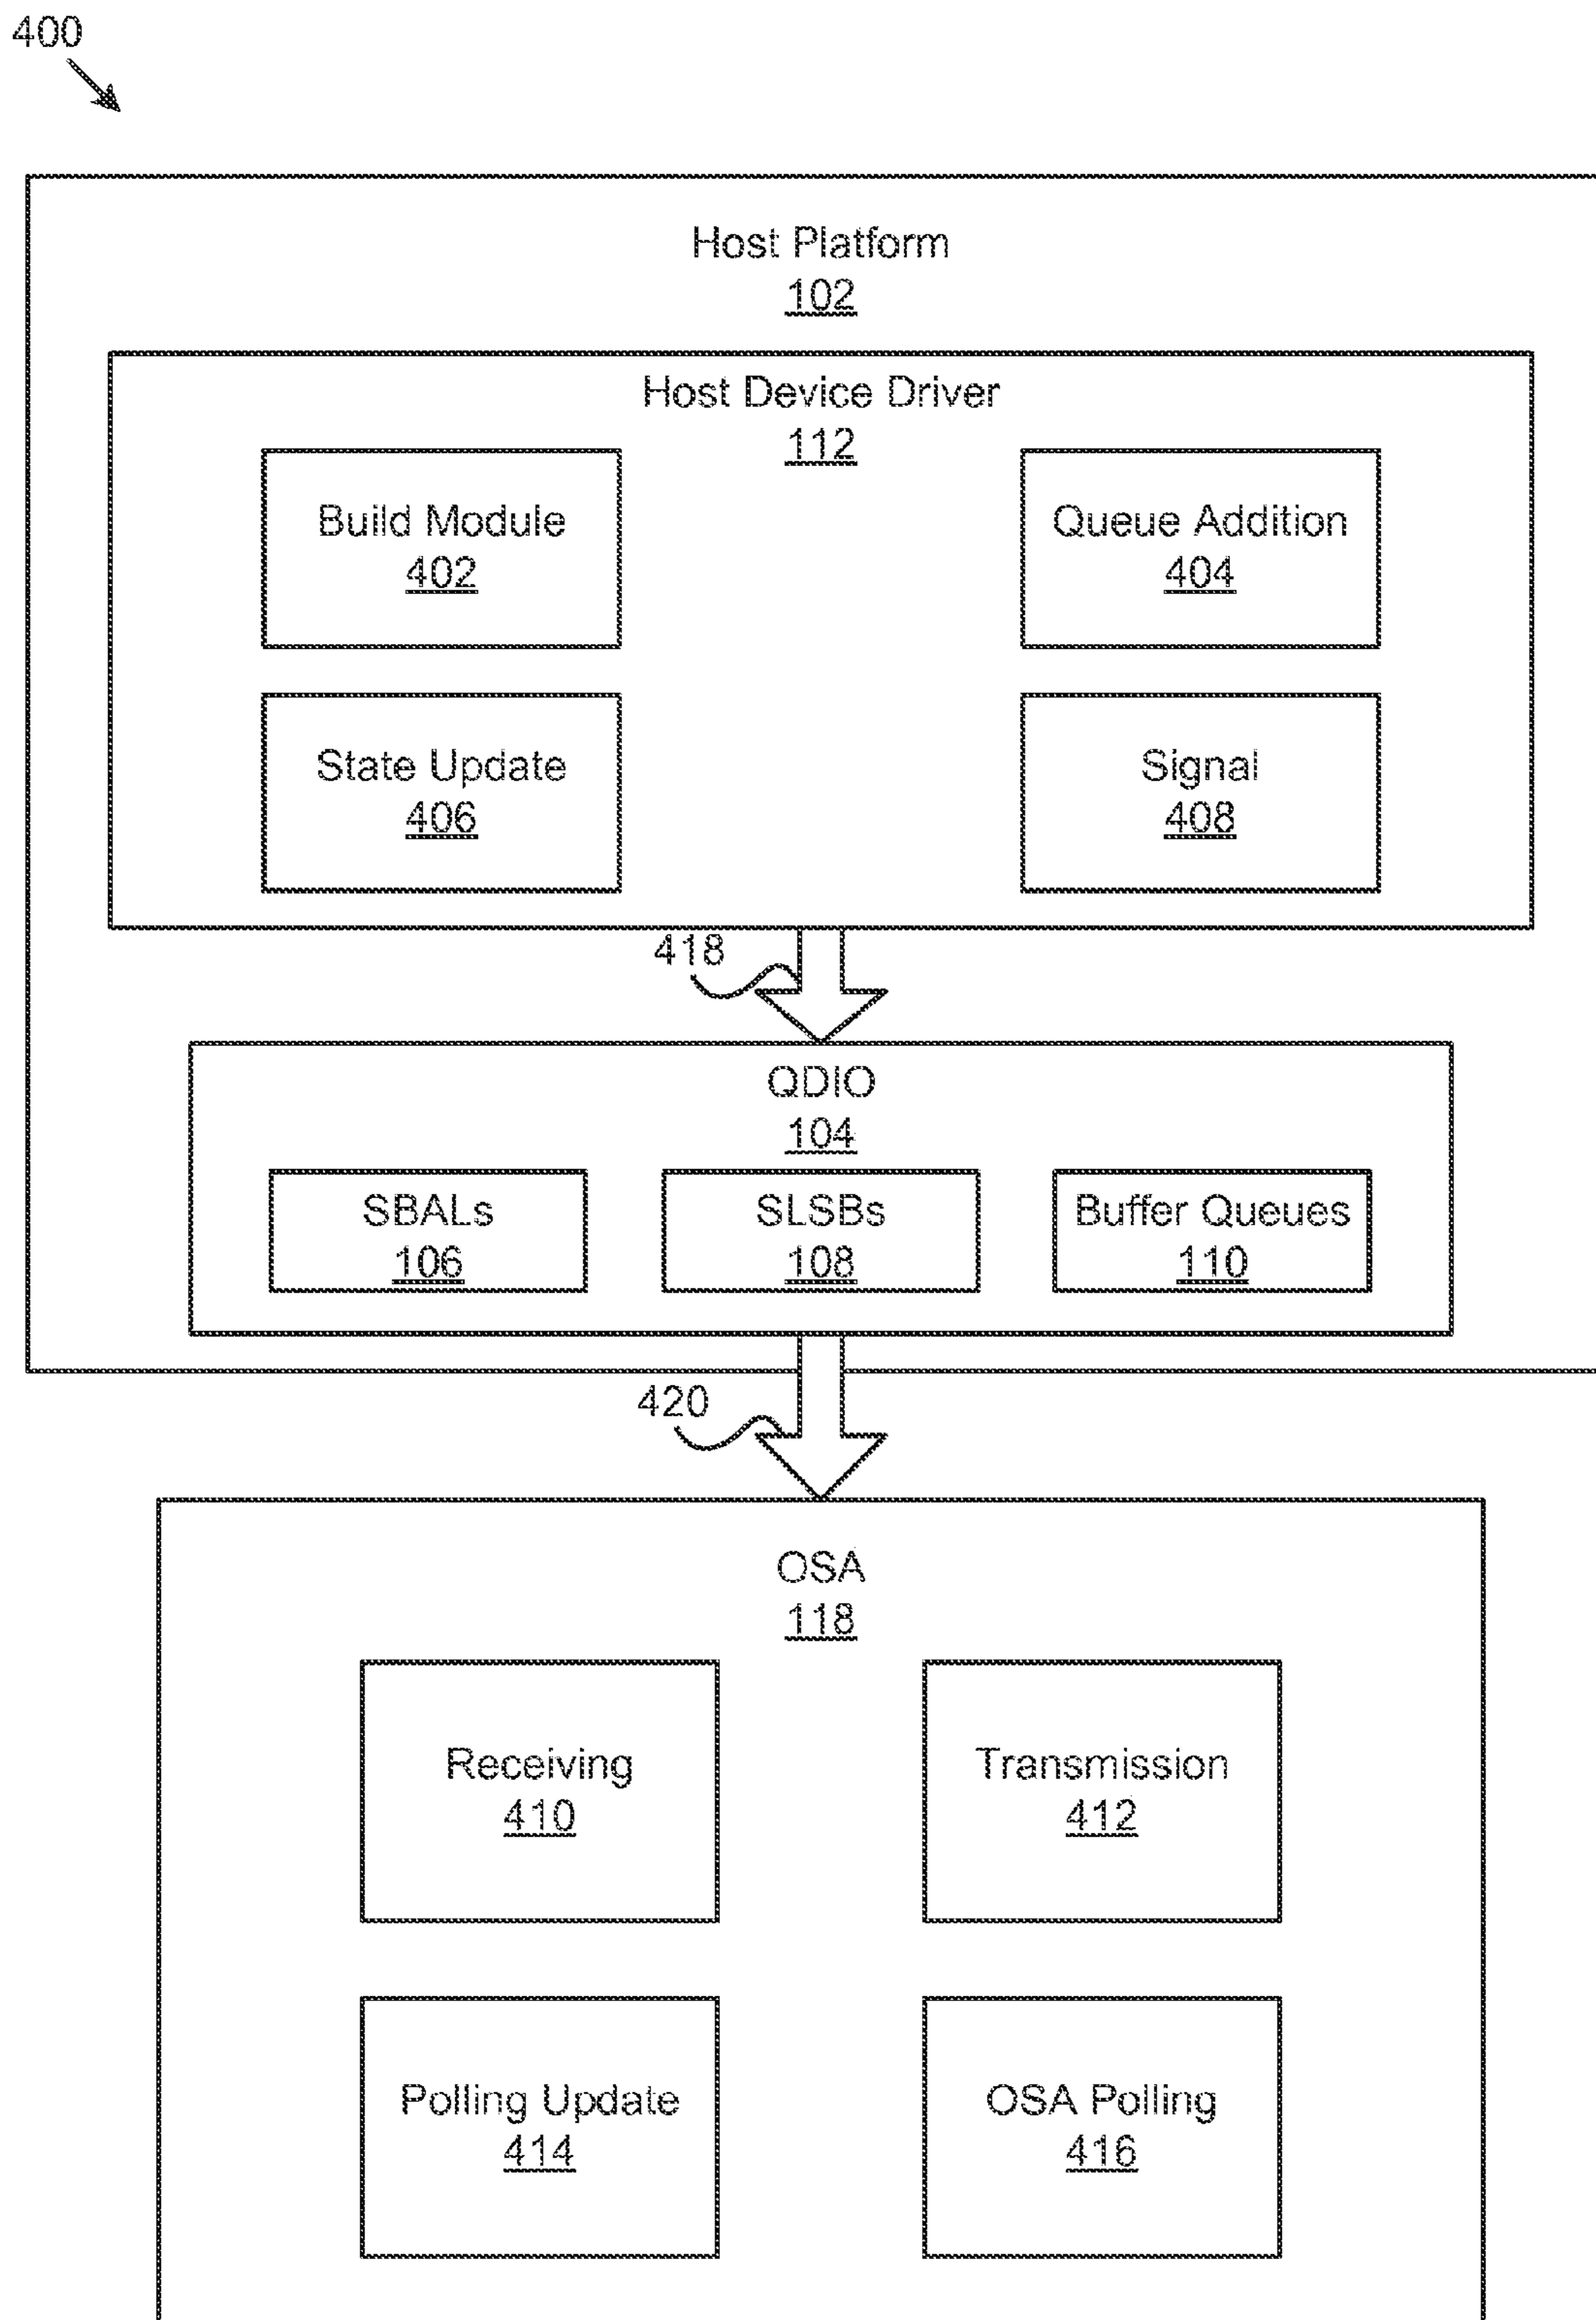 400
Host Platform
102
Host Device Driver
112
Build Module
402
Queue Addition
404
State Update
406
Signal
408
418
QDIO
104
SBALs
106
SLSBs
108
Buffer Queues
110
420
OSA
118
Receiving
410
Transmission
412
Polling Update
414
OSA Polling
416